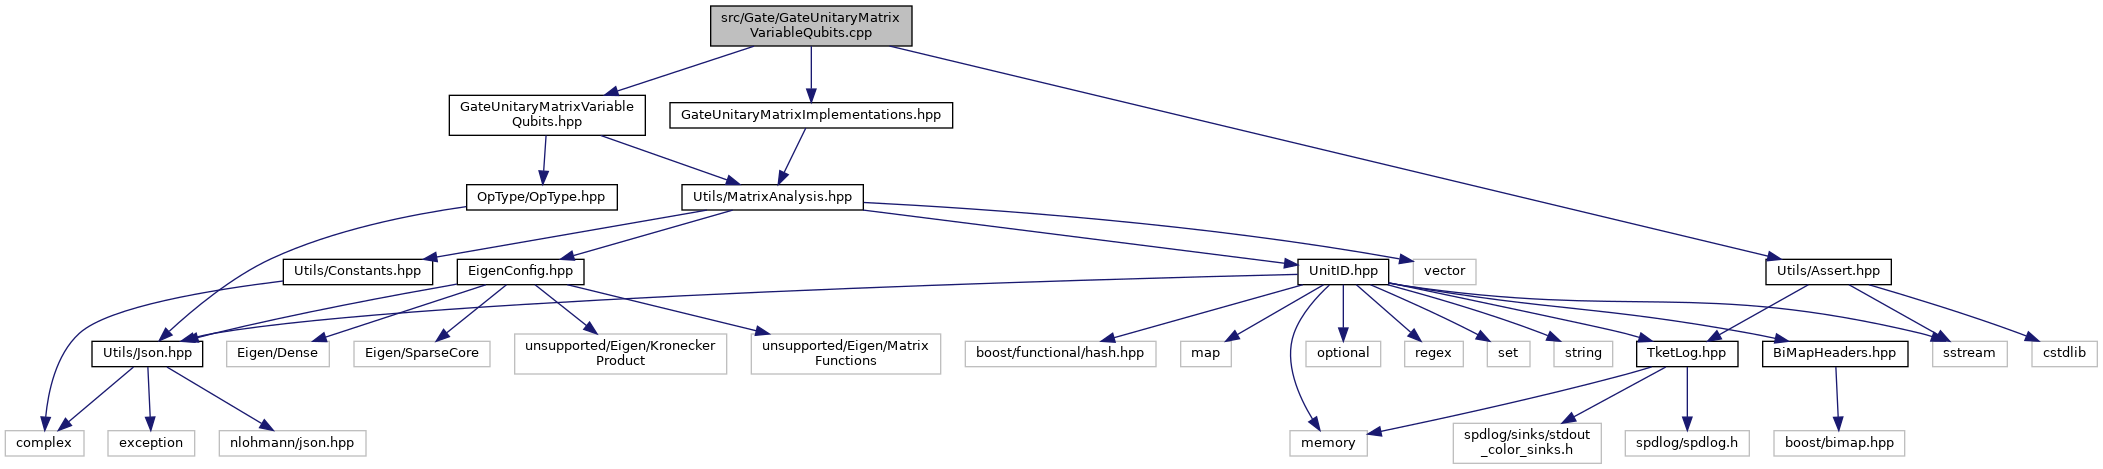 src/Gate/GateUnitaryMatrix
VariableQubits.cpp
GateUnitaryMatrixVariable
Qubits.hpp
GateUnitaryMatrixImplementations.hpp
OpType/OpType.hpp
Utils/MatrixAnalysis.hpp
Utils/Constants.hpp
EigenConfig.hpp
UnitID.hpp
vector
Utils/Assert.hpp
Utils/Json.hpp
Eigen/Dense
Eigen/SparseCore
unsupported/Eigen/Kronecker
Product
unsupported/Eigen/Matrix
Functions
boost/functional/hash.hpp
map
optional
regex
set
string
TketLog.hpp
BiMapHeaders.hpp
sstream
cstdlib
complex
exception
nlohmann/json.hpp
memory
spdlog/sinks/stdout
_color_sinks.h
spdlog/spdlog.h
boost/bimap.hpp